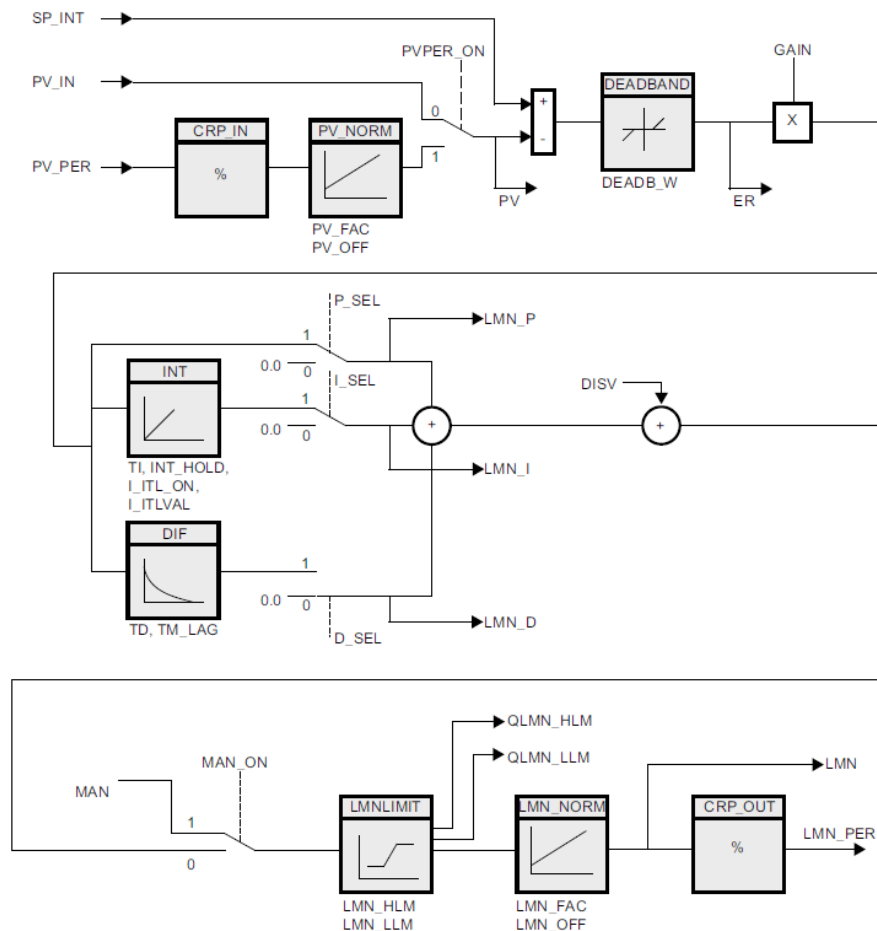 SP_INT
PVPER_ON
GAIN
PV_IN
0
DEADBAND
+
X
CRP_IN
PV_NORM
-
PV_PER
%
1
DEADB_W
PV
ER
PV_FAC
PV_OFF
P_SEL
LMN_P
1
0.0
0
INT
I_SEL
DISV
1
0.0
0
+
+
LMN_I
TI, INT_HOLD,
I_ITL_ON,
I_ITLVAL
DIF
1
0.0
0
TD, TM_LAG
D_SEL
LMN_D
QLMN_HLM
MAN_ON
QLMN_LLM
LMN
MAN
LMNLIMIT
LMN_NORM
CRP_OUT
1
LMN_PER
%
0
LMN_HLM
LMN_LLM
LMN_FAC
LMN_OFF